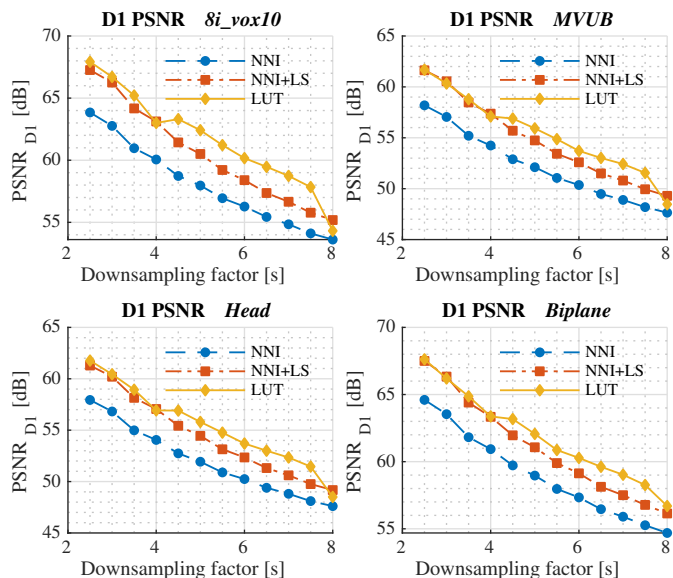 D1 PSNR 8i_vox10
70
65
60
55
2
4
6
8
PSNR D1 [dB]
Downsampling factor [s]
NNI
NNI+LS
LUT
D1 PSNR MVUB
65
60
55
50
45
2
4
6
8
PSNR D1 [dB]
Downsampling factor [s]
NNI
NNI+LS
LUT
D1 PSNR Head
65
60
55
50
45
2
4
6
8
PSNR D1 [dB]
Downsampling factor [s]
NNI
NNI+LS
LUT
D1 PSNR Biplane
70
65
60
55
2
4
6
8
PSNR D1 [dB]
Downsampling factor [s]
NNI
NNI+LS
LUT